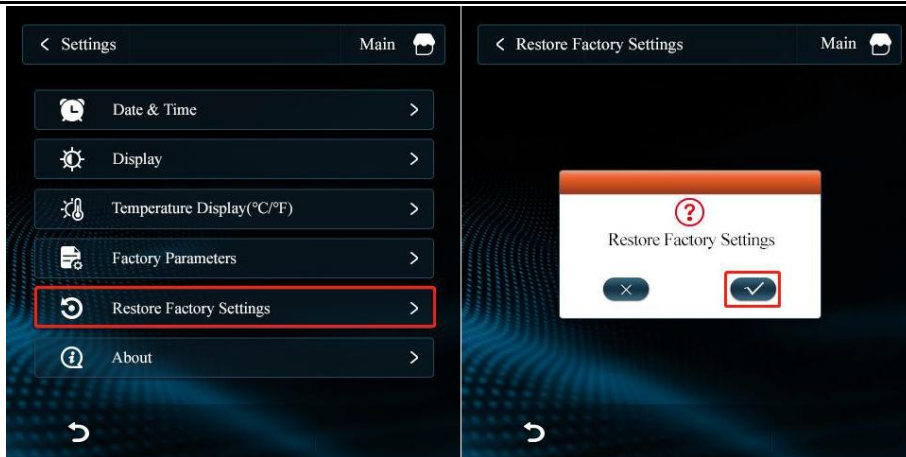 Settings
Main
Date & Time
Display
Temperature Display(°C/°F)
Factory Parameters
Restore Factory Settings
About
Restore Factory Settings
Main
?
Restore Factory Settings